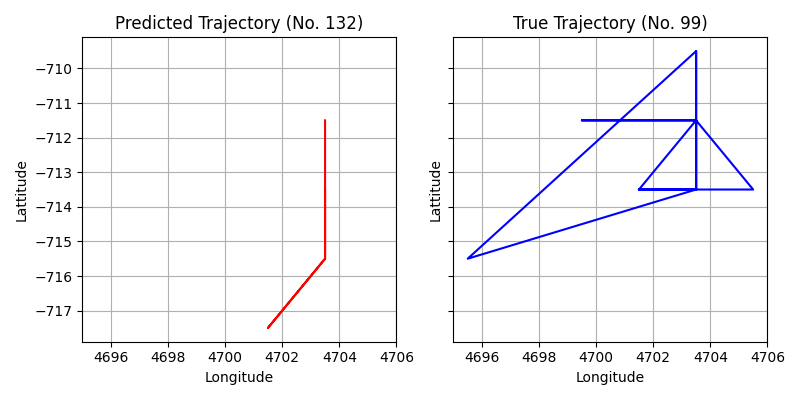 Predicted Trajectory (No. 132)
True Trajectory (No. 99)
−710
−711
−712
−713
−714
−715
−716
−717
Lattitude
Lattitude
4696 4698 4700 4702 4704 4706
4696 4698 4700 4702 4704 4706
Longitude
Longitude